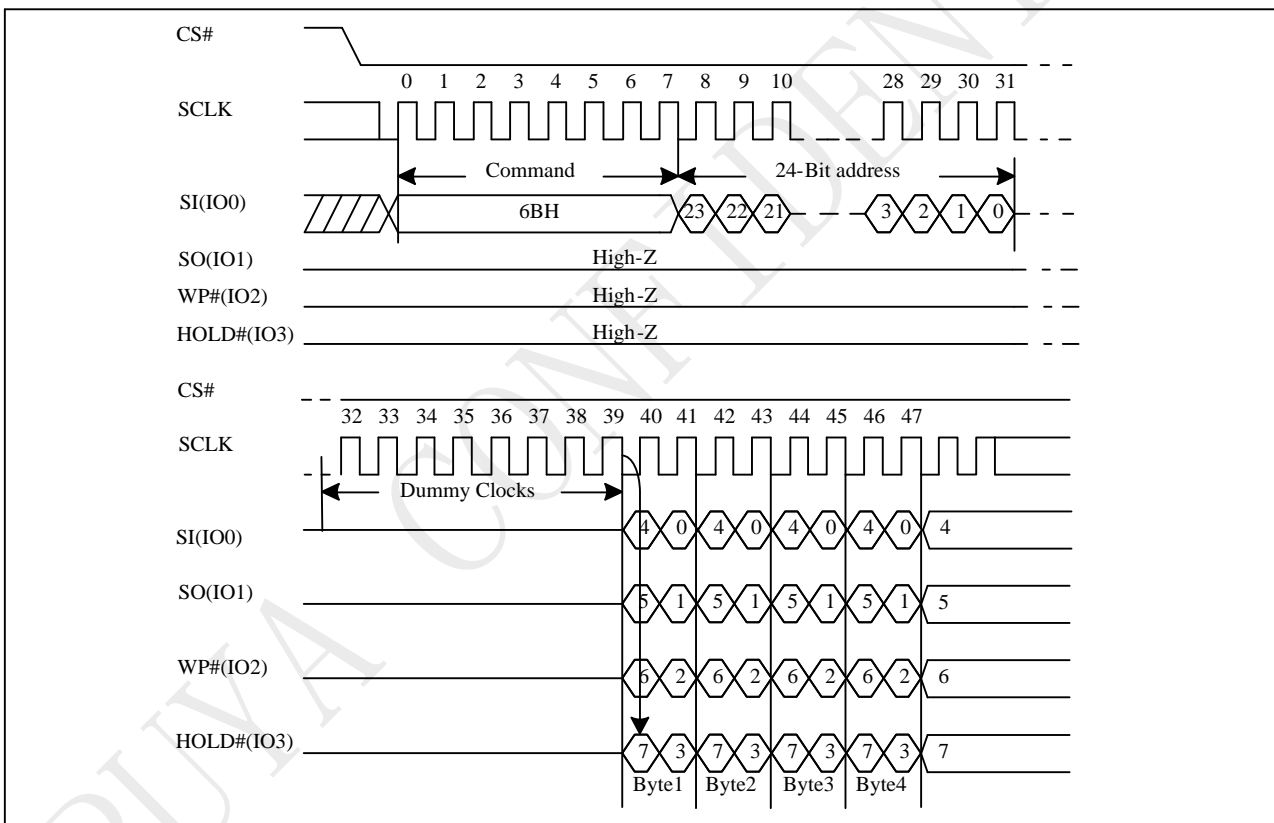 CS#
0 1 2 3 4 5 6 7 8 9 10 28 29 30 31
SCLK
Command 24-Bit address
SI(IO0) 6BH 23 22 21 3 2 1 0
SO(IO1) High-Z
WP#(IO2) High-Z
HOLD#(IO3) High-Z
CS#
32 33 34 35 36 37 38 39 40 41 42 43 44 45 46 47
SCLK
Dummy Clocks
SI(IO0) 4 0 4 0 4 0 4 0 4
SO(IO1) 5 1 5 1 5 1 5 1 5
WP#(IO2) 6 2 6 2 6 2 6 2 6
HOLD#(IO3) 7 3 7 3 7 3 7 3 7
Byte1 Byte2 Byte3 Byte4
PUYA CONFIDEN